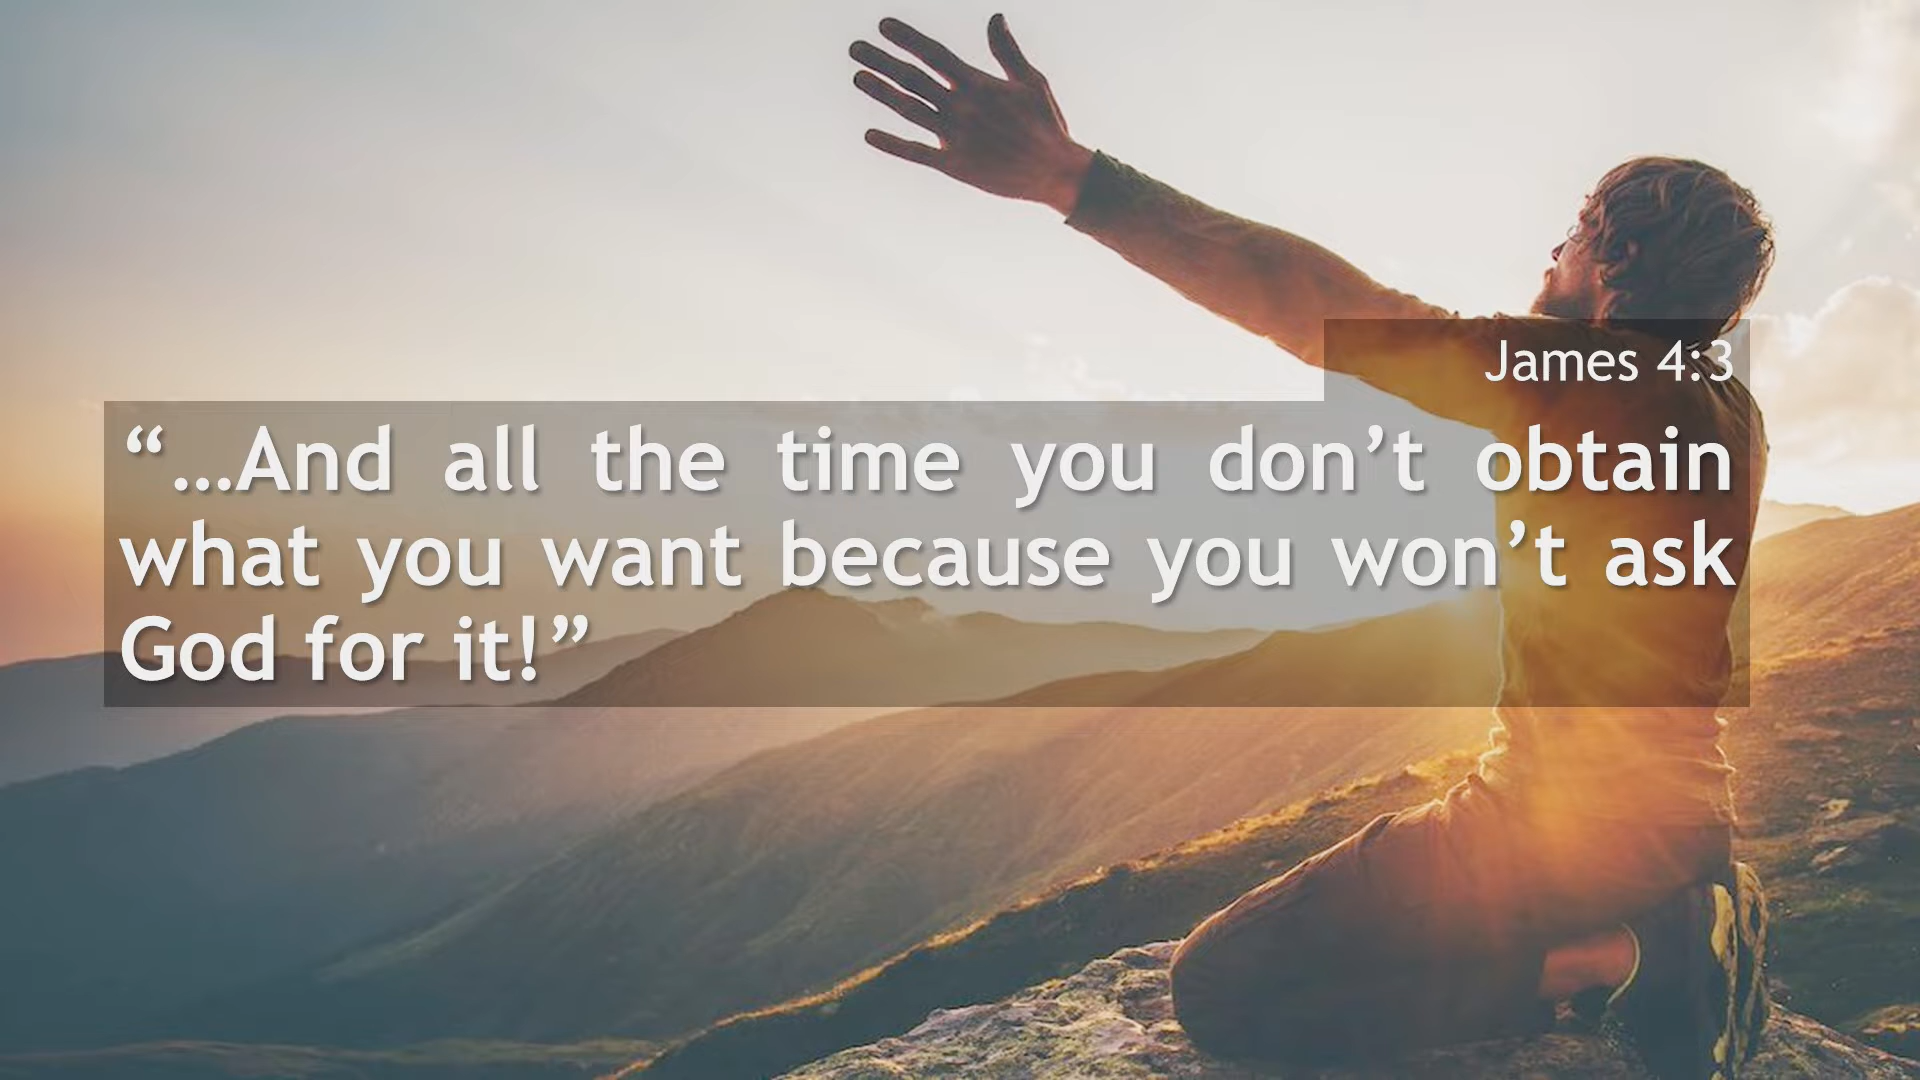 James 4:3
“…And all the time you don’t obtain
what you want because you won’t ask
God for it!”